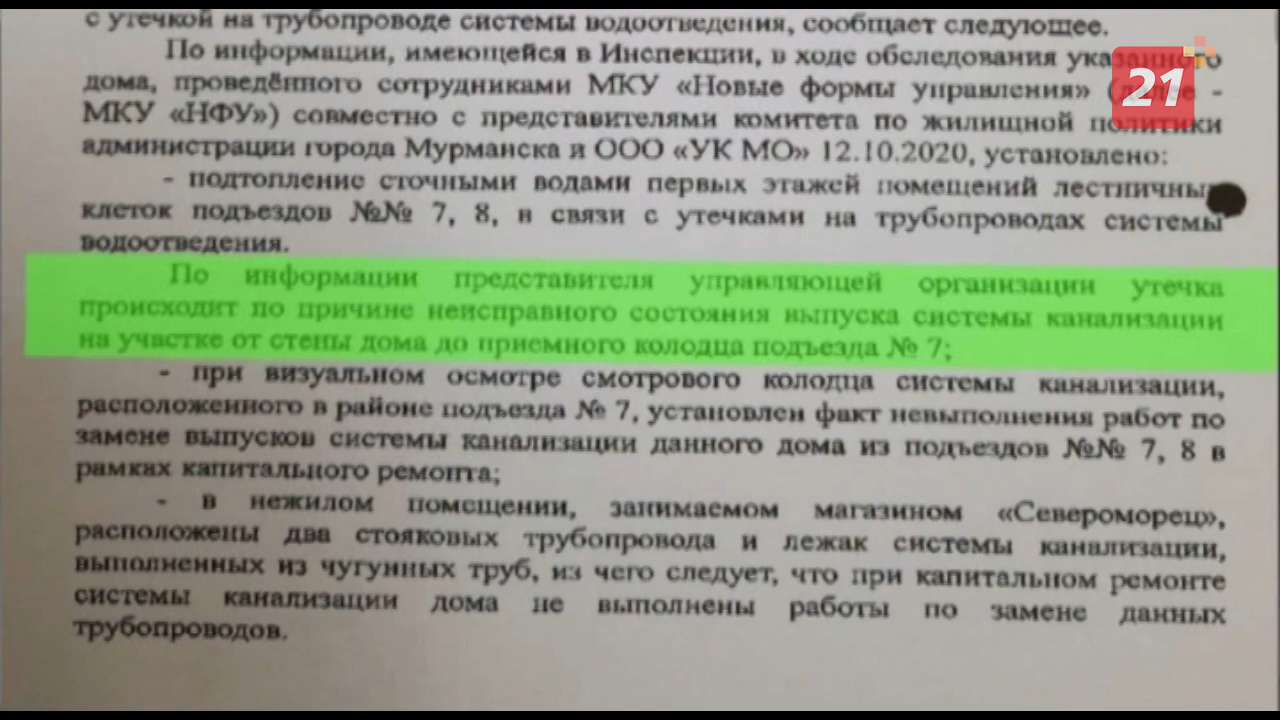 с утечкой на трубопроводе системы водоотведения, сообщает следующее.
По информации, имеющейся в Инспекции, в ходе обследования указанного
дома, проведённого сотрудниками МКУ «Новые формы управления» (далее -
МКУ «НФУ») совместно с представителями комитета по жилищной политики
администрации города Мурманска и ООО «УК МО» 12.10.2020, установлено:
- подтопление сточными водами первых этажей помещений лестничных
клеток подъездов №№ 7, 8, в связи с утечками на трубопроводах системы
водоотведения.
По информации представителя управляющей организации утечка
происходит по причине неисправного состояния выпуска системы канализации
на участке от стены дома до приемного колодца подъезда № 7;
- при визуальном осмотре смотрового колодца системы канализации,
расположенного в районе подъезда № 7, установлен факт невыполнения работ по
замене выпусков системы канализации данного дома из подъездов №№ 7, 8 в
рамках капитального ремонта;
- в нежилом помещении, занимаемом магазином «Североморец»,
расположены два стояковых трубопровода и лежак системы канализации,
выполненных из чугунных труб, из чего следует, что при капитальном ремонте
системы канализации дома не выполнены работы по замене данных
трубопроводов.
21